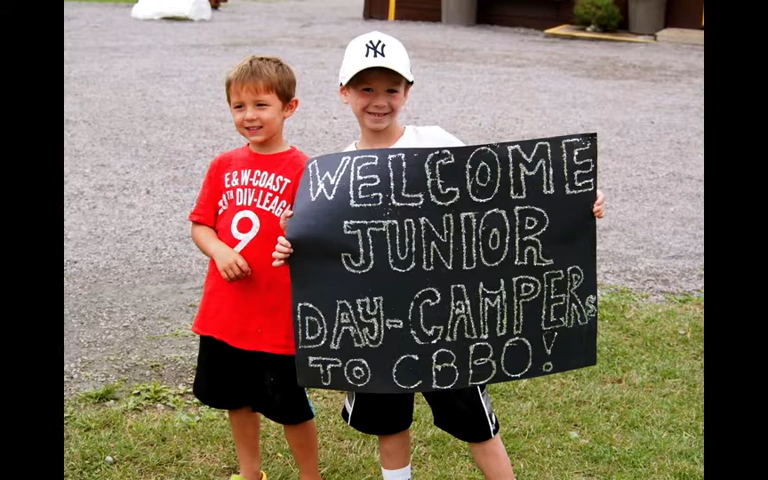 NY
E&W-COAST
DIV-LEAG
9
WELCOME
JUNIOR
DAY-CAMPERS
TO CBBO!